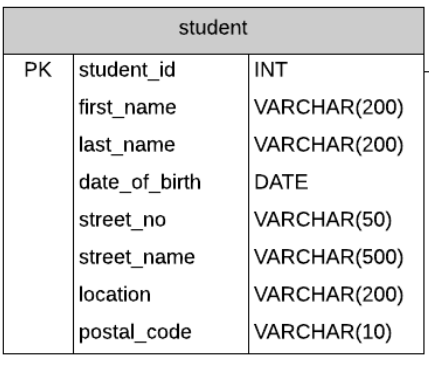 student
PK student_id INT
first_name VARCHAR(200)
last_name VARCHAR(200)
date_of_birth DATE
street_no VARCHAR(50)
street_name VARCHAR(500)
location VARCHAR(200)
postal_code VARCHAR(10)